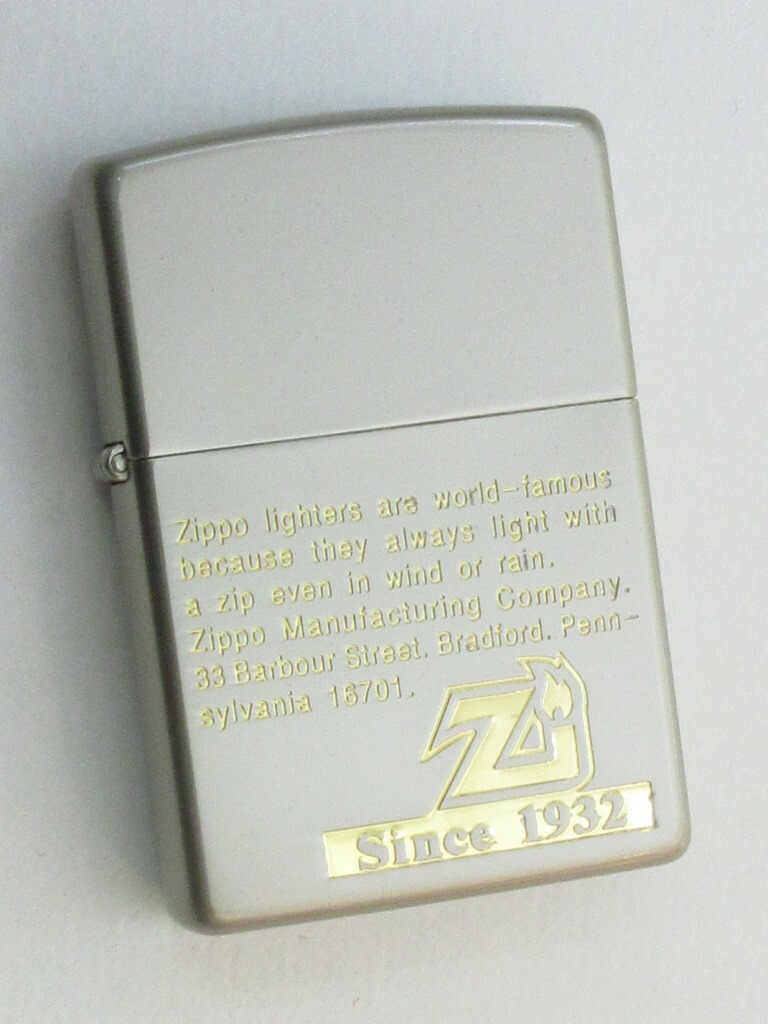 Zippo lighters are world-famous
because they always light with
a zip even in wind or rain.
Zippo Manufacturing Company.
33 Barbour Street. Bradford. Penn-
sylvania 16701.
Z
Since 1932